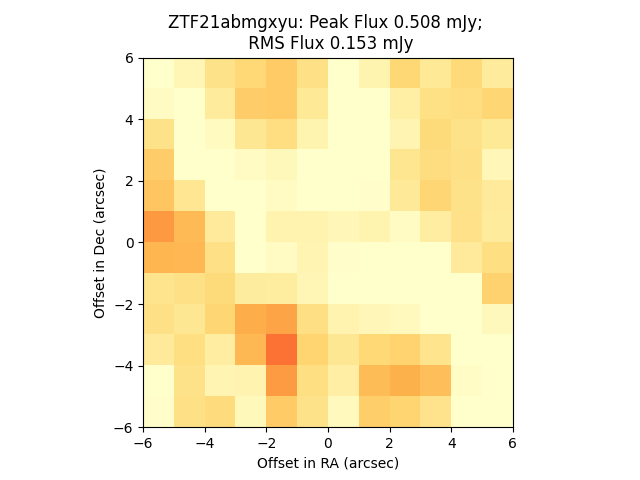 ZTF21abmgxyu: Peak Flux 0.508 mJy;
RMS Flux 0.153 mJy
6
4
2
0
−2
−4
−6
Offset in Dec (arcsec)
−6 −4 −2 0 2 4 6
Offset in RA (arcsec)